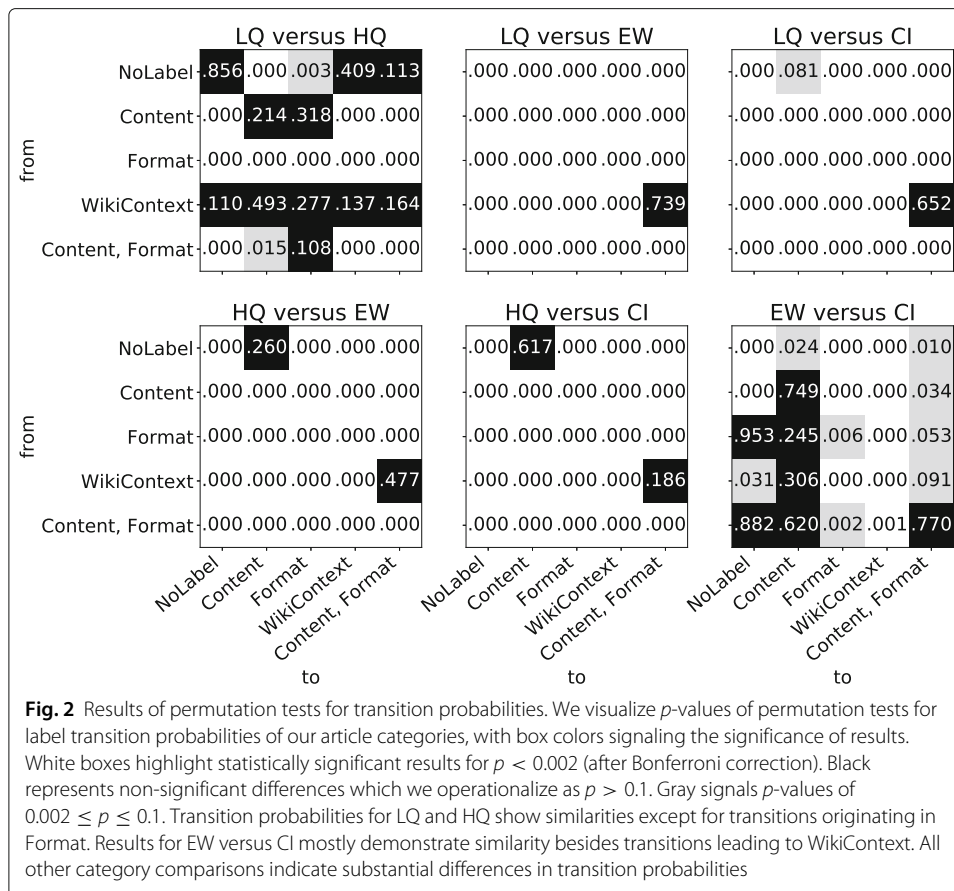 LQ versus HQ LQ versus EW LQ versus CI
from
NoLabel .856 .000 .003 .409 .113 .000 .000 .000 .000 .000 .000 .081 .000 .000 .000
Content .000 .214 .318 .000 .000 .000 .000 .000 .000 .000 .000 .000 .000 .000 .000
Format .000 .000 .000 .000 .000 .000 .000 .000 .000 .000 .000 .000 .000 .000 .000
WikiContext .110 .493 .277 .137 .164 .000 .000 .000 .000 .739 .000 .000 .000 .000 .652
Content, Format .000 .015 .108 .000 .000 .000 .000 .000 .000 .000 .000 .000 .000 .000 .000
HQ versus EW HQ versus CI EW versus CI
from
NoLabel .000 .260 .000 .000 .000 .000 .617 .000 .000 .000 .000 .024 .000 .000 .010
Content .000 .000 .000 .000 .000 .000 .000 .000 .000 .000 .000 .749 .000 .000 .034
Format .000 .000 .000 .000 .000 .000 .000 .000 .000 .000 .953 .245 .006 .000 .053
WikiContext .000 .000 .000 .000 .477 .000 .000 .000 .000 .186 .031 .306 .000 .000 .091
Content, Format .000 .000 .000 .000 .000 .000 .000 .000 .000 .000 .882 .620 .002 .001 .770
NoLabel Content Format WikiContext Content, Format NoLabel Content Format WikiContext Content, Format NoLabel Content Format WikiContext Content, Format
to to to
Fig. 2 Results of permutation tests for transition probabilities. We visualize p-values of permutation tests for
label transition probabilities of our article categories, with box colors signaling the significance of results.
White boxes highlight statistically significant results for p < 0.002 (after Bonferroni correction). Black
represents non-significant differences which we operationalize as p > 0.1. Gray signals p-values of
0.002 ≤ p ≤ 0.1. Transition probabilities for LQ and HQ show similarities except for transitions originating in
Format. Results for EW versus CI mostly demonstrate similarity besides transitions leading to WikiContext. All
other category comparisons indicate substantial differences in transition probabilities